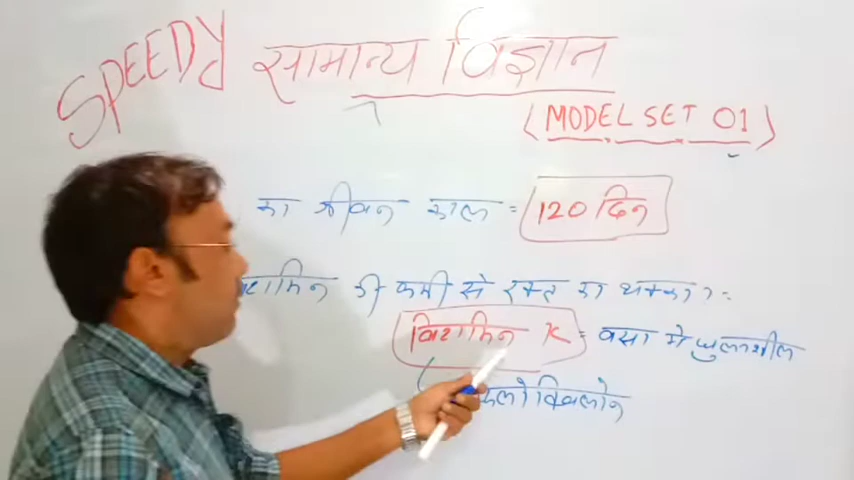 SPEEDY सामान्य विज्ञान
(MODEL SET 01)
का जीवन काल = 120 दिन
की कमी से रक्त का थक्का ?:
विटामिन K = वसा में घुलनशील